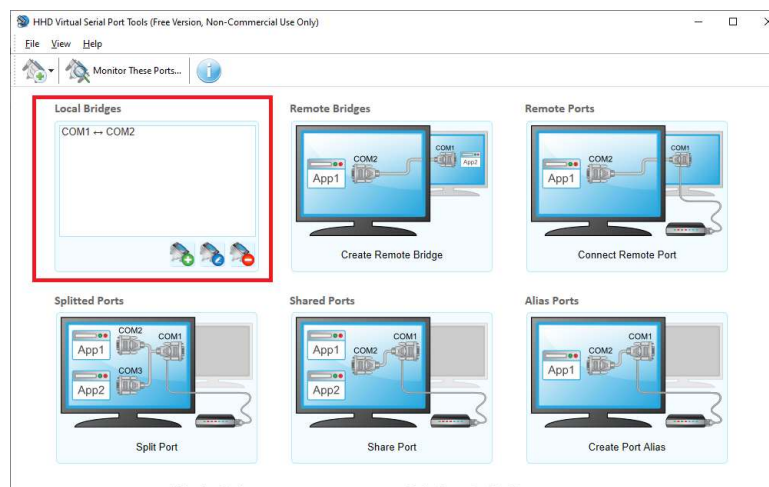 HHD Virtual Serial Port Tools (Free Version, Non-Commercial Use Only)
File View Help
Monitor These Ports...
Local Bridges
COM1 ↔ COM2
Remote Bridges
COM2
COM1
App1
App2
Create Remote Bridge
Remote Ports
COM2
COM1
App1
Connect Remote Port
Splitted Ports
COM2
COM1
App1
COM3
App2
Split Port
Shared Ports
COM1
App1
COM2
App2
Share Port
Alias Ports
COM1
COM2
App1
Create Port Alias